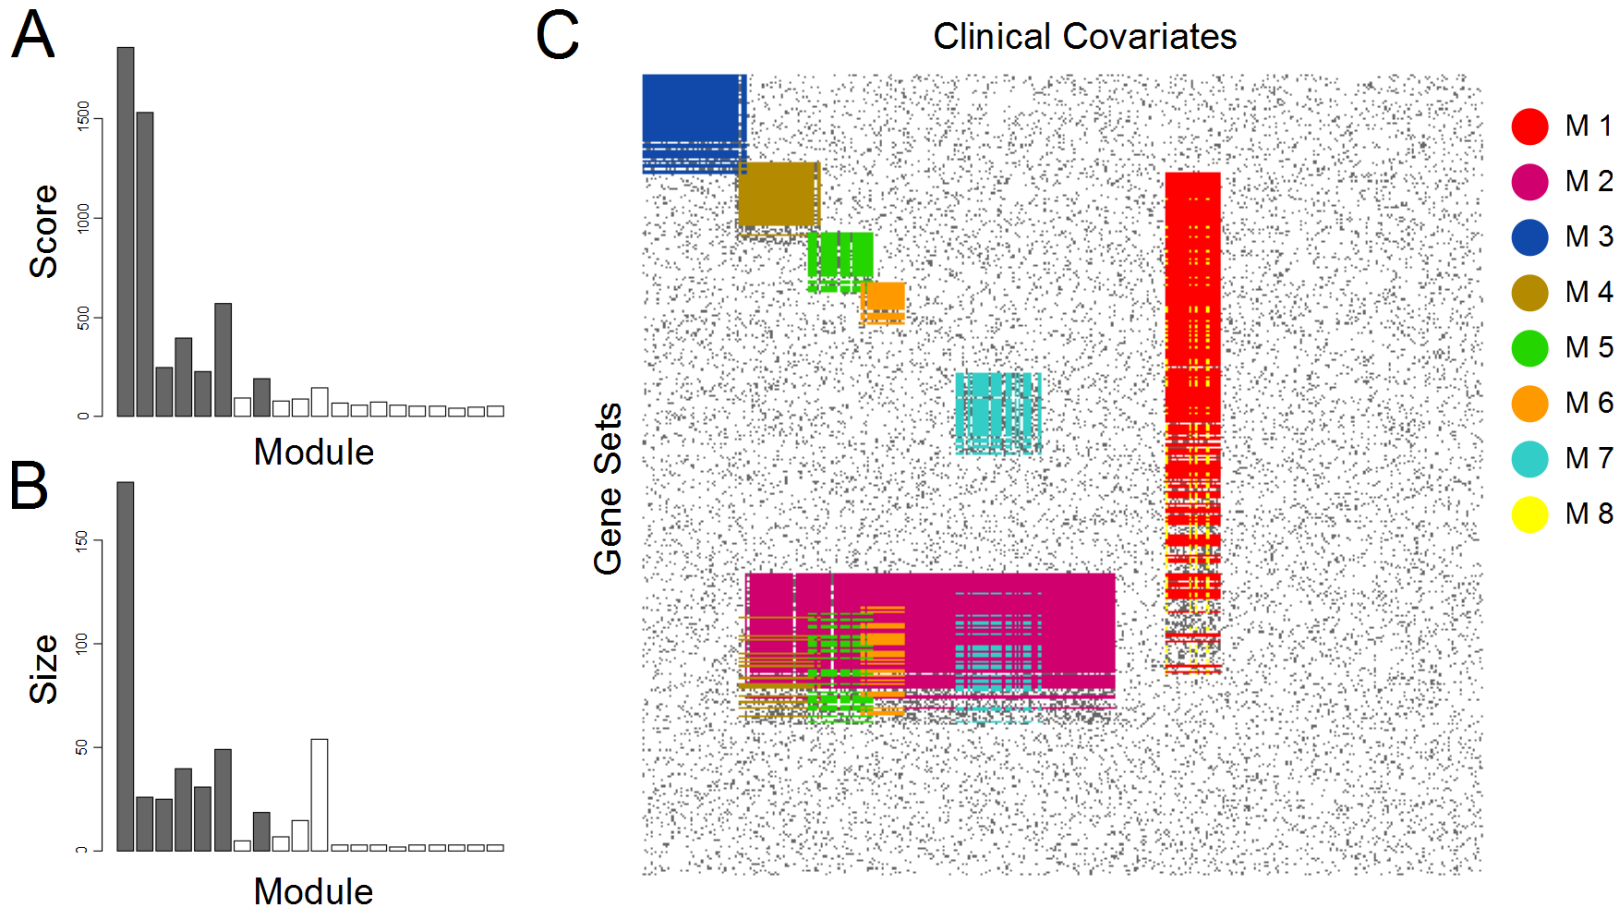 A
Score
0
500
1000
1500
Module
B
Size
0
50
100
150
Module
C
Clinical Covariates
Gene Sets
M 1
M 2
M 3
M 4
M 5
M 6
M 7
M 8